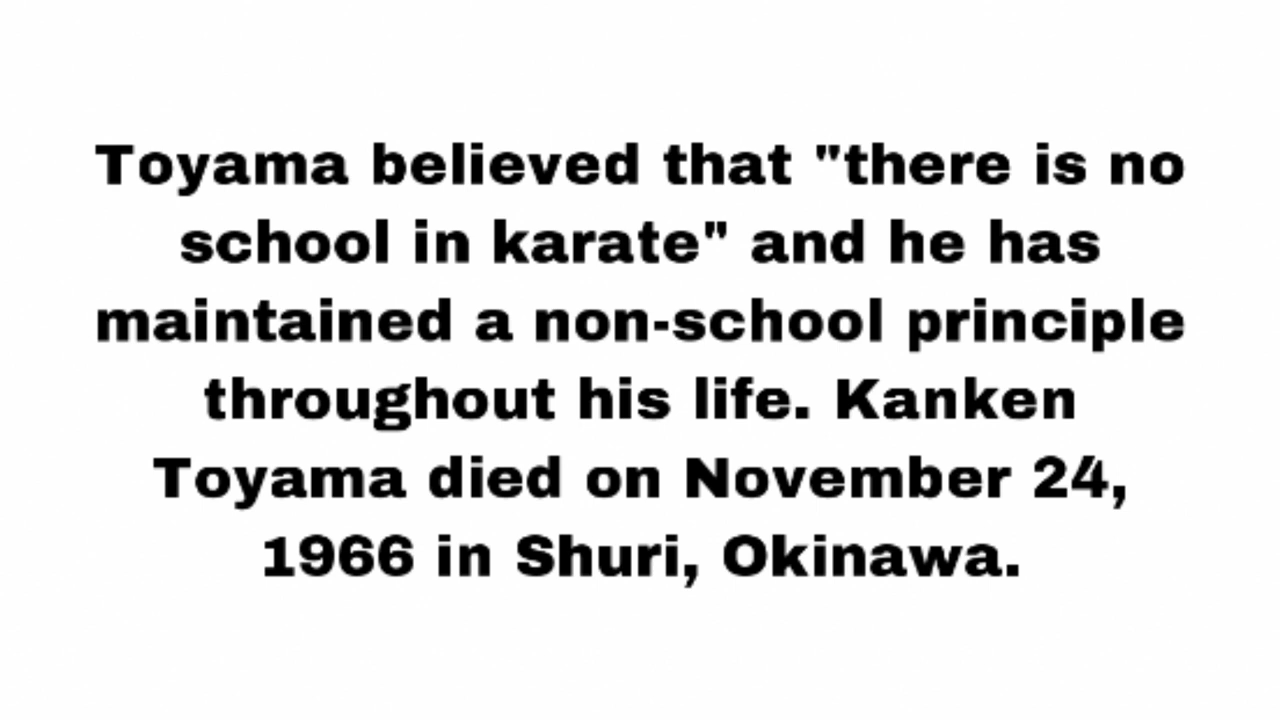 Toyama believed that "there is no
school in karate" and he has
maintained a non-school principle
throughout his life. Kanken
Toyama died on November 24,
1966 in Shuri, Okinawa.